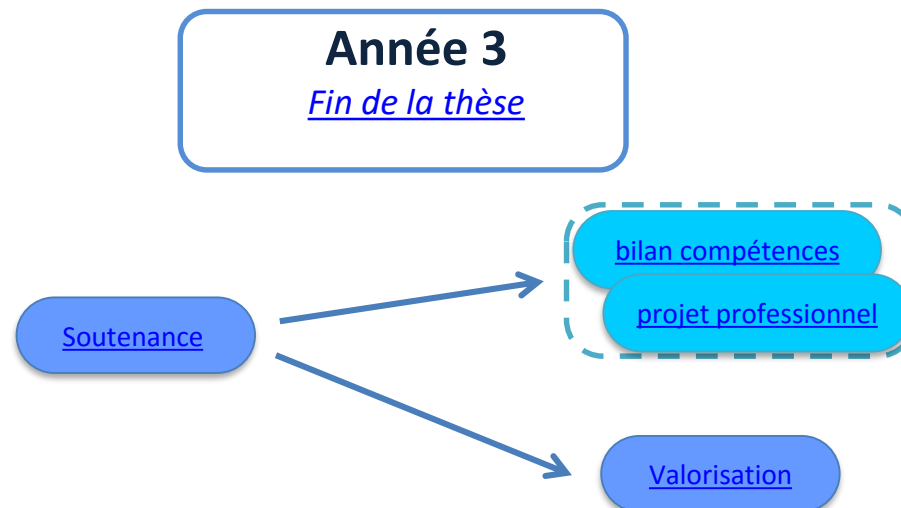 Année 3
Fin de la thèse
bilan compétences
projet professionnel
Soutenance
Valorisation